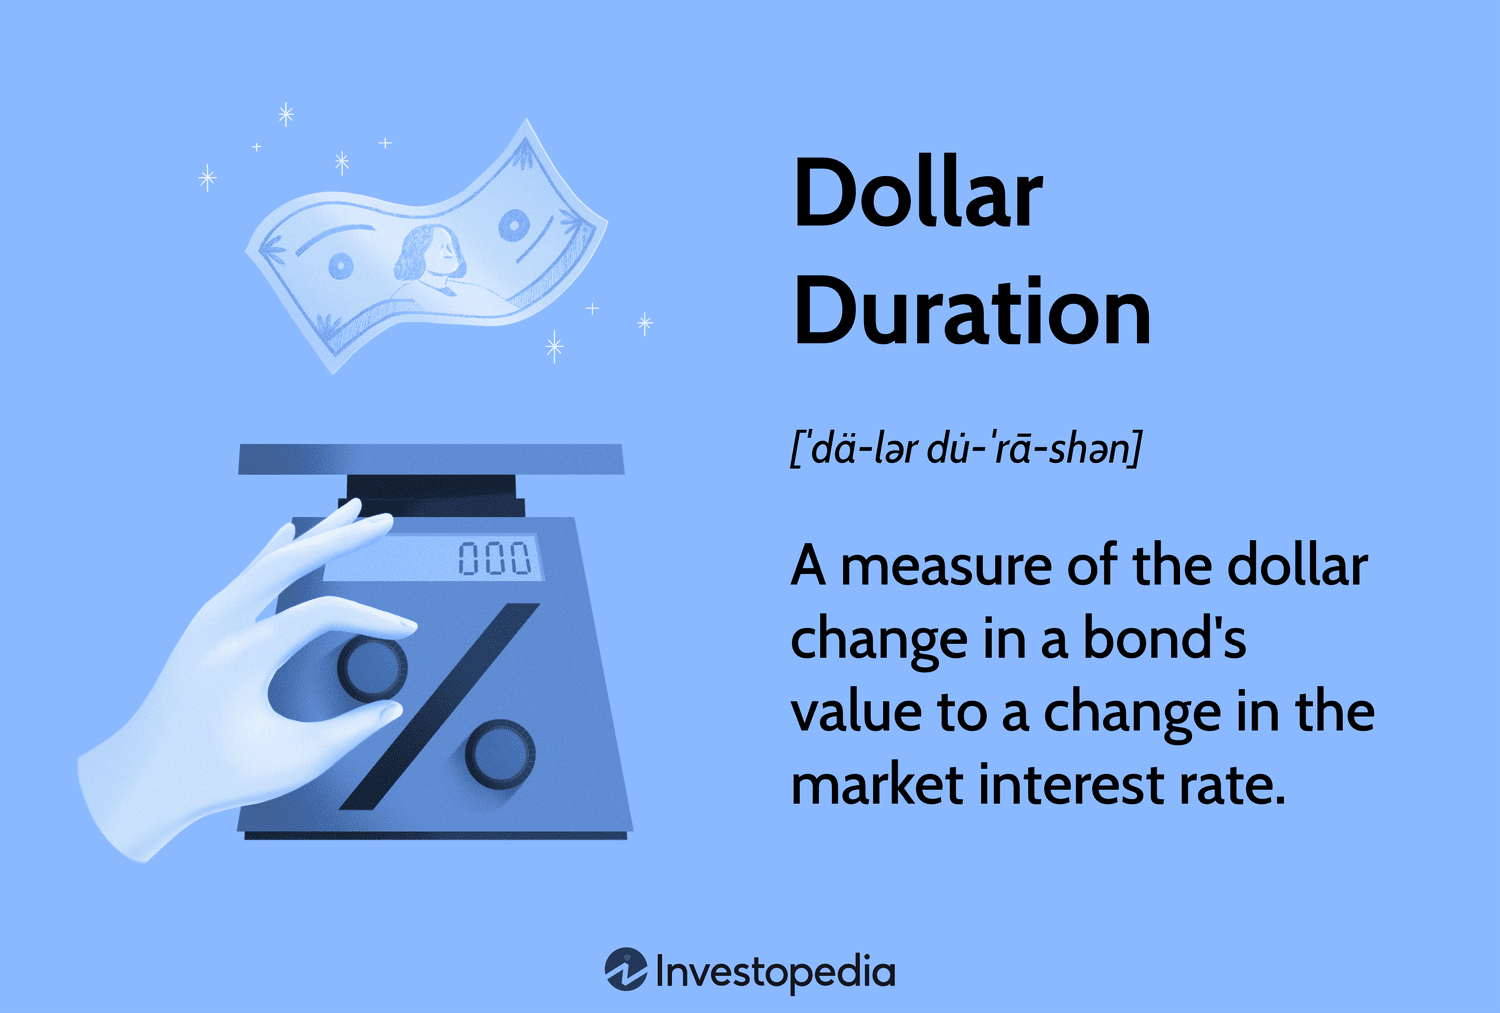 Dollar
Duration
[ˈdä-lər du̇-ˈrā-shən]
000
A measure of the dollar
change in a bond's
value to a change in the
market interest rate.
Investopedia